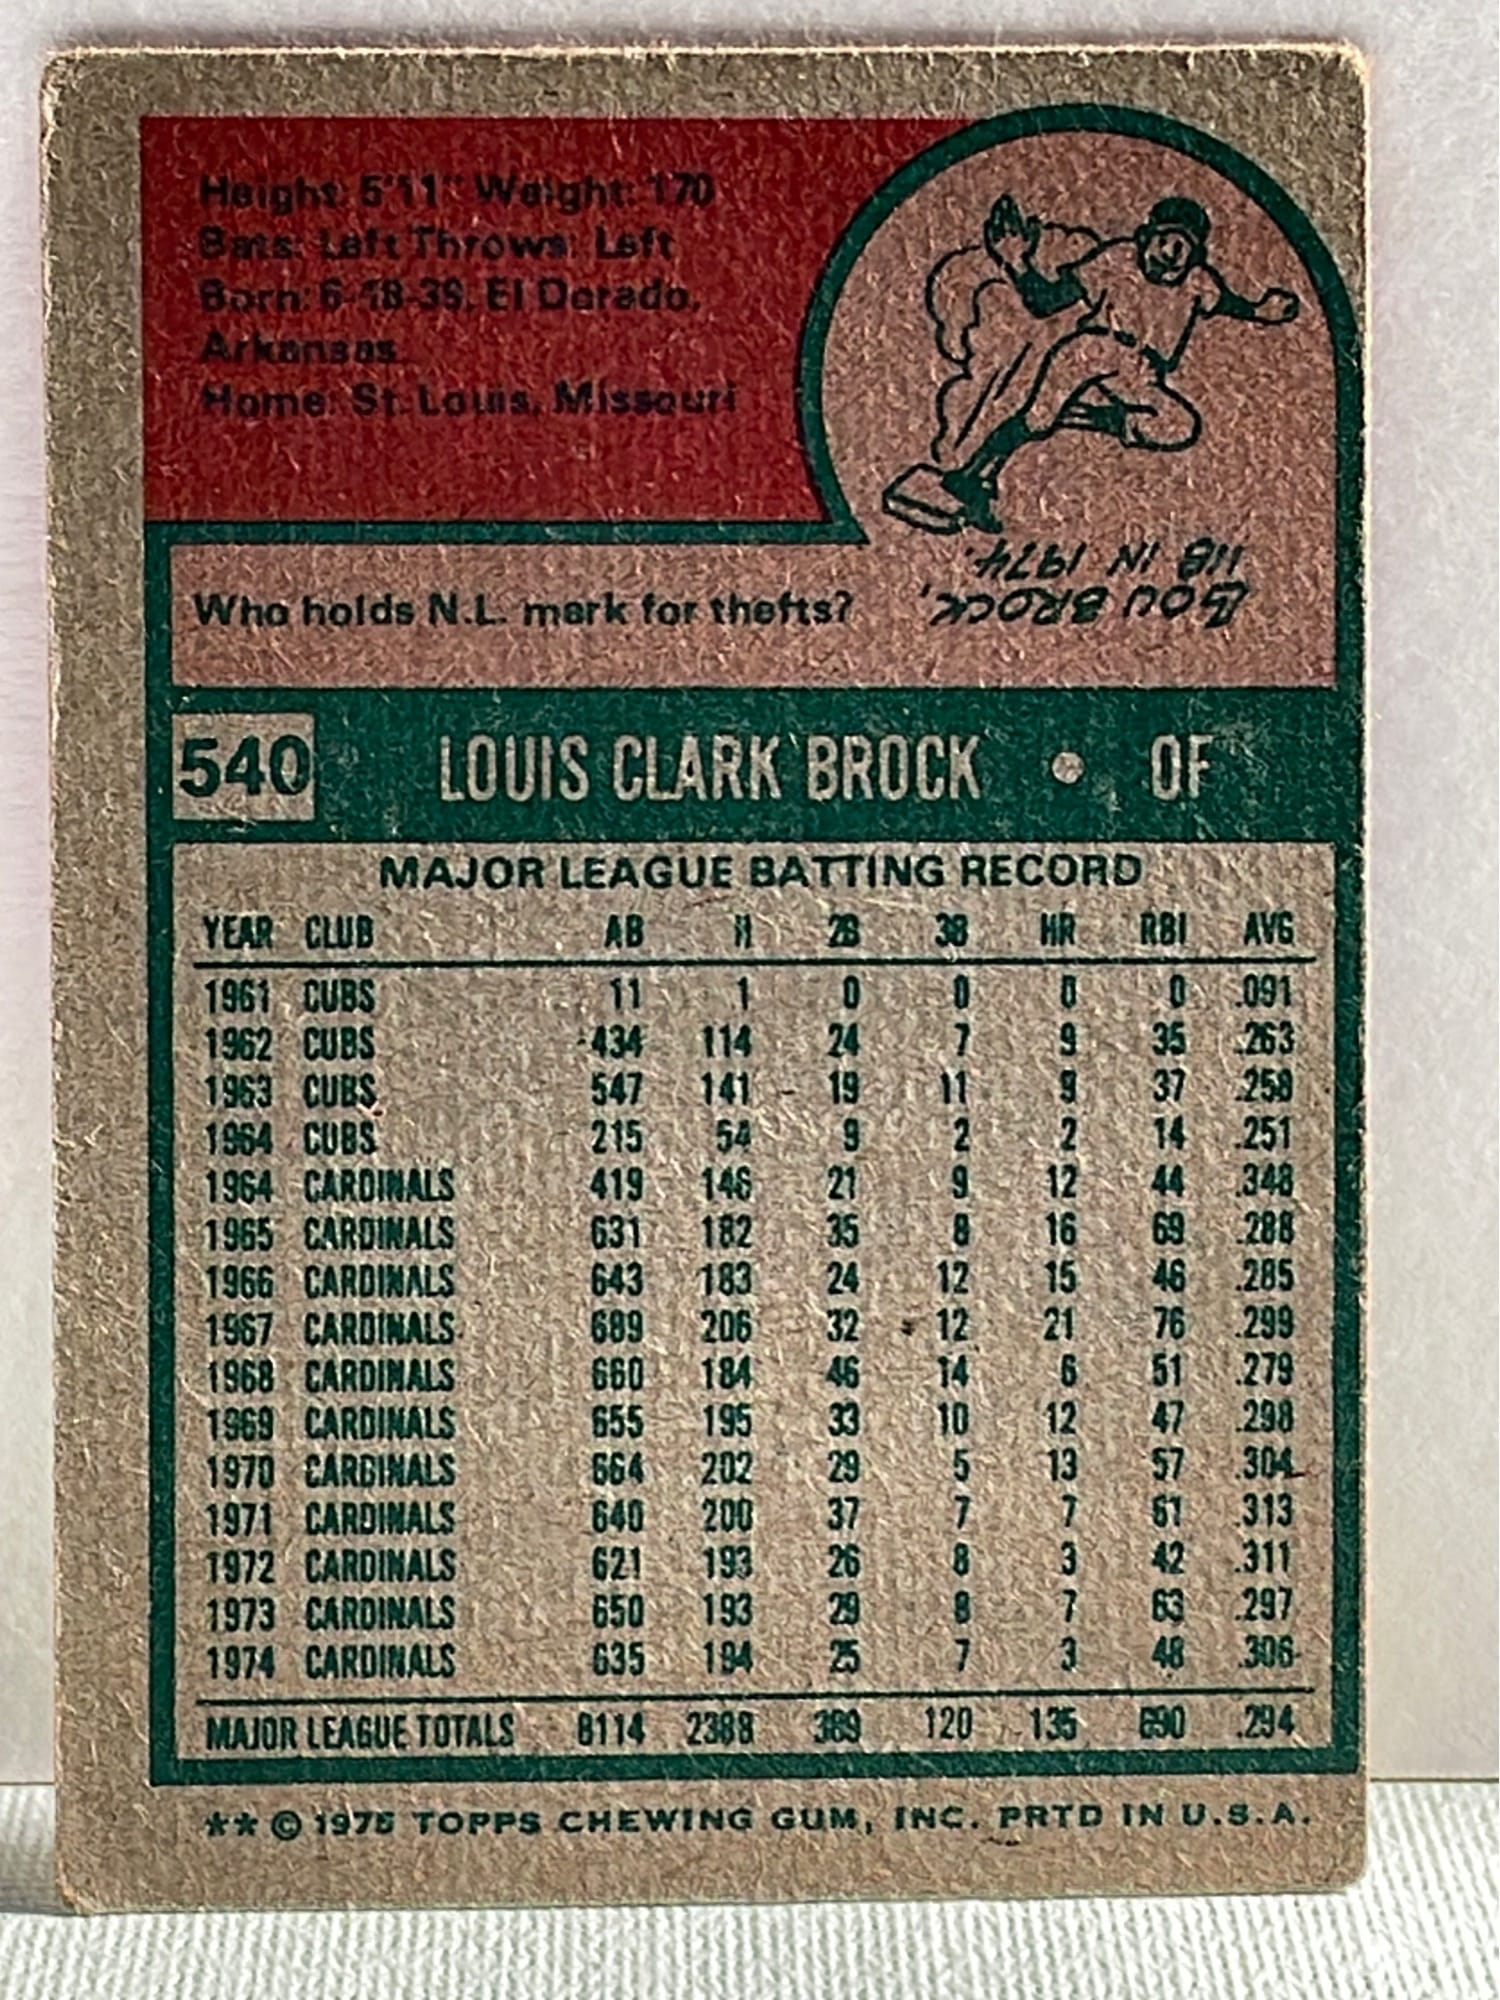 Height: 5'11" Weight: 170
Bats: Left Throws: Left
Born: 6-18-39, El Dorado,
Arkansas
Home: St. Louis, Missouri
Who holds N.L. mark for thefts?
LOU BROCK,
118 IN 1974.
540 LOUIS CLARK BROCK • OF
MAJOR LEAGUE BATTING RECORD
YEAR CLUB AB H 2B 3B HR RBI AVG
1961 CUBS 11 1 0 0 0 0 .091
1962 CUBS 434 114 24 7 9 35 .263
1963 CUBS 547 141 19 11 9 37 .258
1964 CUBS 215 54 9 2 2 14 .251
1964 CARDINALS 419 146 21 9 12 44 .348
1965 CARDINALS 631 182 35 8 16 69 .288
1966 CARDINALS 643 183 24 12 15 46 .285
1967 CARDINALS 689 206 32 12 21 76 .299
1968 CARDINALS 660 184 46 14 6 51 .279
1969 CARDINALS 655 195 33 10 12 47 .298
1970 CARDINALS 664 202 29 5 13 57 .304
1971 CARDINALS 640 200 37 7 7 61 .313
1972 CARDINALS 621 193 26 8 3 42 .311
1973 CARDINALS 650 193 29 8 7 63 .297
1974 CARDINALS 635 194 25 7 3 48 .306
MAJOR LEAGUE TOTALS 8114 2388 389 120 135 690 .294
** © 1975 TOPPS CHEWING GUM, INC. PRTD IN U.S.A.